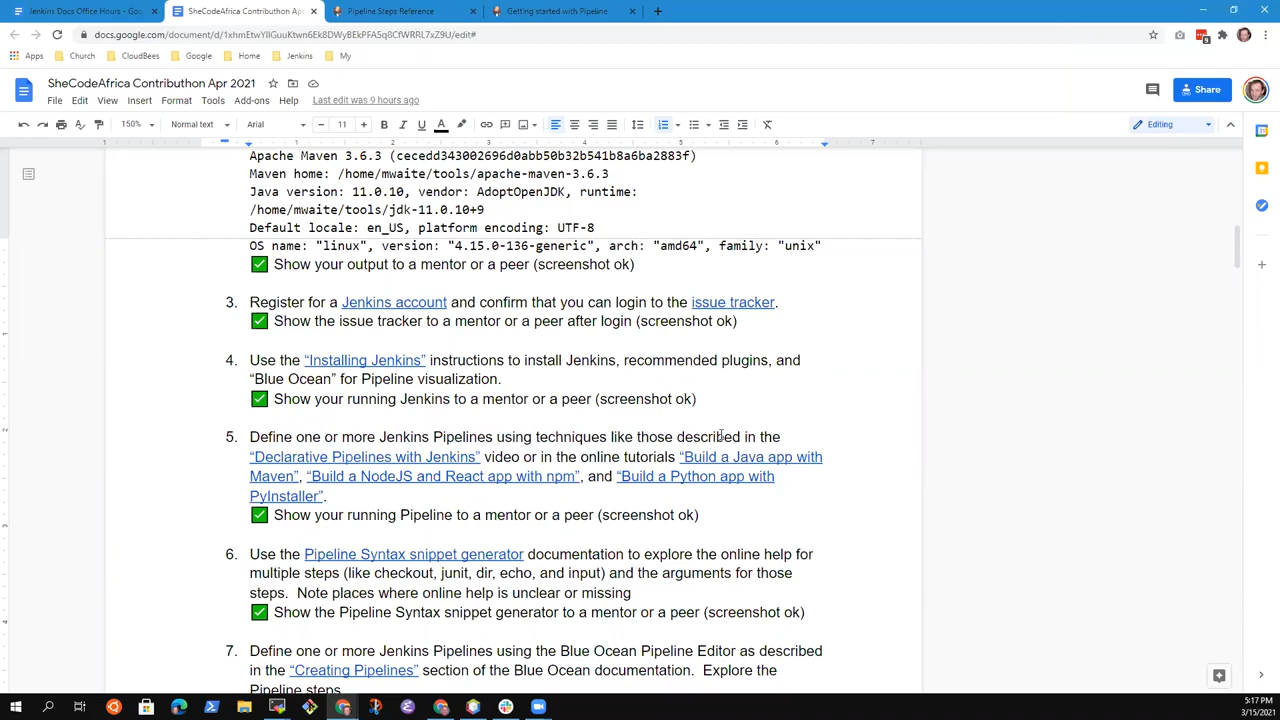 Jenkins Docs Office Hours - Goo
SheCodeAfrica Contributhon Apr
Pipeline Steps Reference
Getting started with Pipeline
docs.google.com/document/d/1xhmEtwYIlGuuKtwn6Ek8DWyBEkPFA5q8CfWRRL7xZ9U/edit#
Apps
Church
CloudBees
Google
Home
Jenkins
My
SheCodeAfrica Contributhon Apr 2021
File Edit View Insert Format Tools Add-ons Help Last edit was 9 hours ago
Share
150% Normal text Arial 11 Editing
Apache Maven 3.6.3 (cecedd343002696d0abb50b32b541b8a6ba2883f)
Maven home: /home/mwaite/tools/apache-maven-3.6.3
Java version: 11.0.10, vendor: AdoptOpenJDK, runtime:
/home/mwaite/tools/jdk-11.0.10+9
Default locale: en_US, platform encoding: UTF-8
OS name: "linux", version: "4.15.0-136-generic", arch: "amd64", family: "unix"
✅ Show your output to a mentor or a peer (screenshot ok)
3. Register for a Jenkins account and confirm that you can login to the issue tracker.
✅ Show the issue tracker to a mentor or a peer after login (screenshot ok)
4. Use the “Installing Jenkins” instructions to install Jenkins, recommended plugins, and
“Blue Ocean” for Pipeline visualization.
✅ Show your running Jenkins to a mentor or a peer (screenshot ok)
5. Define one or more Jenkins Pipelines using techniques like those described in the
“Declarative Pipelines with Jenkins” video or in the online tutorials “Build a Java app with
Maven”, “Build a NodeJS and React app with npm”, and “Build a Python app with
PyInstaller”.
✅ Show your running Pipeline to a mentor or a peer (screenshot ok)
6. Use the Pipeline Syntax snippet generator documentation to explore the online help for
multiple steps (like checkout, junit, dir, echo, and input) and the arguments for those
steps. Note places where online help is unclear or missing
✅ Show the Pipeline Syntax snippet generator to a mentor or a peer (screenshot ok)
7. Define one or more Jenkins Pipelines using the Blue Ocean Pipeline Editor as described
in the “Creating Pipelines” section of the Blue Ocean documentation. Explore the
Pipeline steps
5:17 PM
3/15/2021